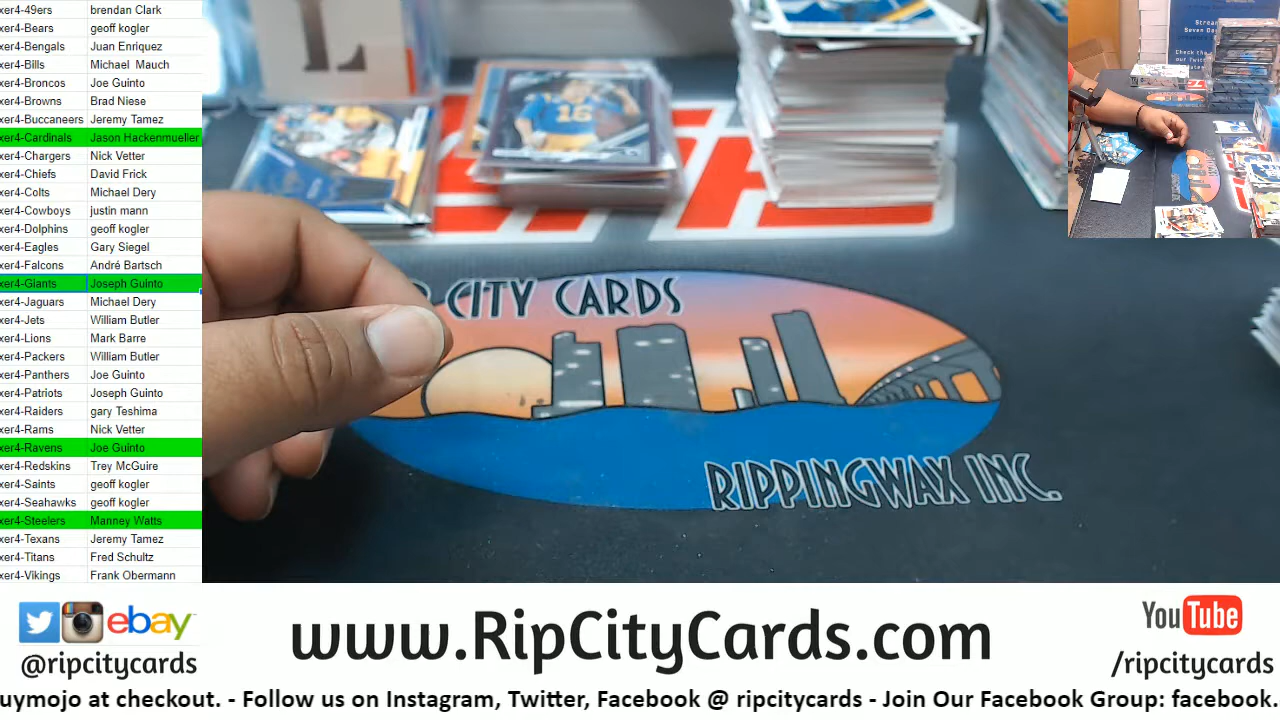 xer4-49ers brendan Clark
xer4-Bears geoff kogler
xer4-Bengals Juan Enriquez
xer4-Bills Michael Mauch
xer4-Broncos Joe Guinto
xer4-Browns Brad Niese
xer4-Buccaneers Jeremy Tamez
xer4-Cardinals Jason Hackenmueller
xer4-Chargers Nick Vetter
xer4-Chiefs David Frick
xer4-Colts Michael Dery
xer4-Cowboys justin mann
xer4-Dolphins geoff kogler
xer4-Eagles Gary Siegel
xer4-Falcons André Bartsch
xer4-Giants Joseph Guinto
xer4-Jaguars Michael Dery
xer4-Jets William Butler
xer4-Lions Mark Barre
xer4-Packers William Butler
xer4-Panthers Joe Guinto
xer4-Patriots Joseph Guinto
xer4-Raiders gary Teshima
xer4-Rams Nick Vetter
xer4-Ravens Joe Guinto
xer4-Redskins Trey McGuire
xer4-Saints geoff kogler
xer4-Seahawks geoff kogler
xer4-Steelers Manney Watts
xer4-Texans Jeremy Tamez
xer4-Titans Fred Schultz
xer4-Vikings Frank Obermann
16
CITY CARDS
RIPPINGWAX INC.
Strea
Seven Da
Check th
our Twit
ebay
@ripcitycards
www.RipCityCards.com
YouTube
/ripcitycards
uymojo at checkout. - Follow us on Instagram, Twitter, Facebook @ ripcitycards - Join Our Facebook Group: facebook.